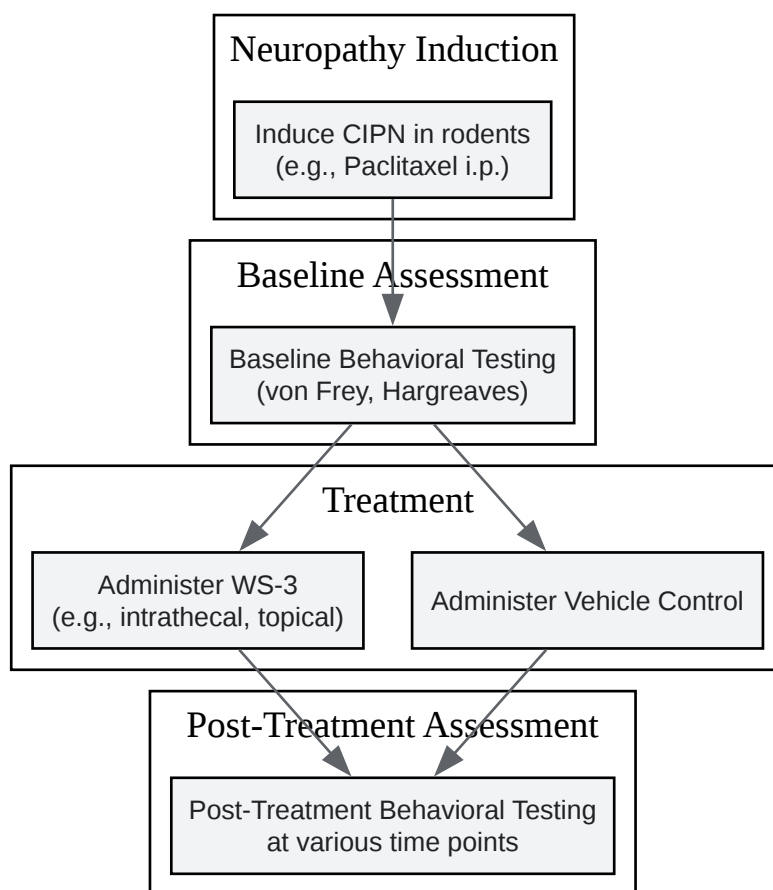 Neuropathy Induction
Induce CIPN in rodents
(e.g., Paclitaxel i.p.)
Baseline Assessment
Baseline Behavioral Testing
(von Frey, Hargreaves)
Treatment
Administer WS-3
(e.g., intrathecal, topical)
Administer Vehicle Control
Post-Treatment Assessment
Post-Treatment Behavioral Testing
at various time points